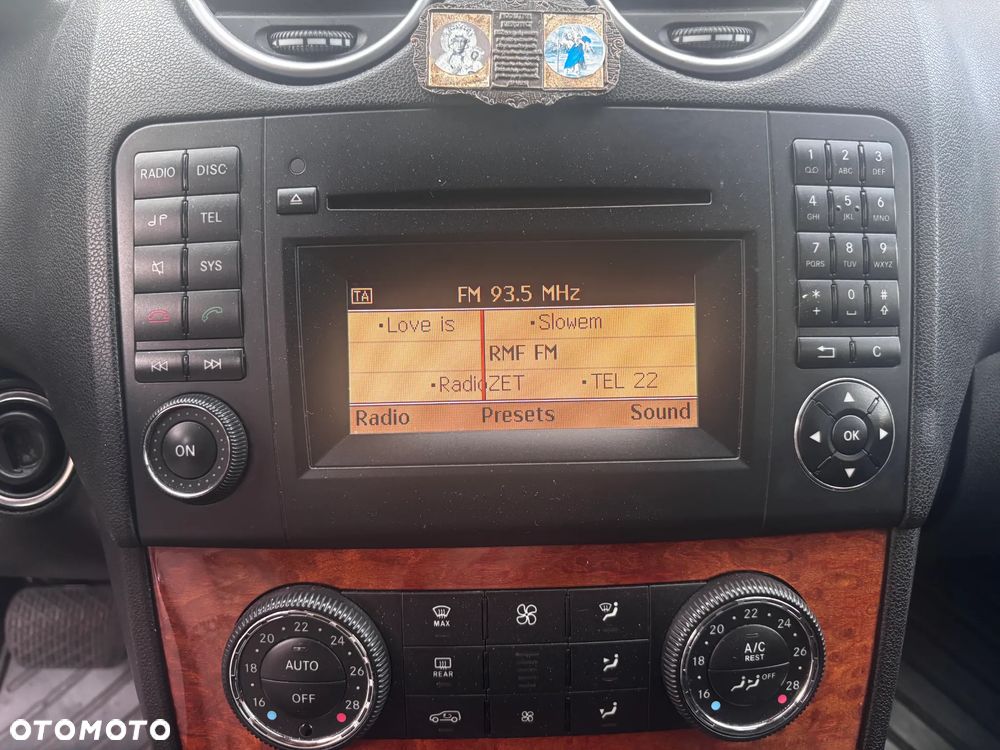 RADIO DISC
TEL
SYS
ON
TA FM 93.5 MHz
Love is Slowem
RMF FM
RadioZET TEL 22
Radio Presets Sound
1 2 ABC 3 DEF
4 GHI 5 JKL 6 MNO
7 PQRS 8 TUV 9 WXYZ
* + 0 #
C
OK
16 18 20 22 24 26 28
AUTO
OFF
MAX
REAR
16 18 20 22 24 26 28
A/C
REST
OFF
OTOMOTO